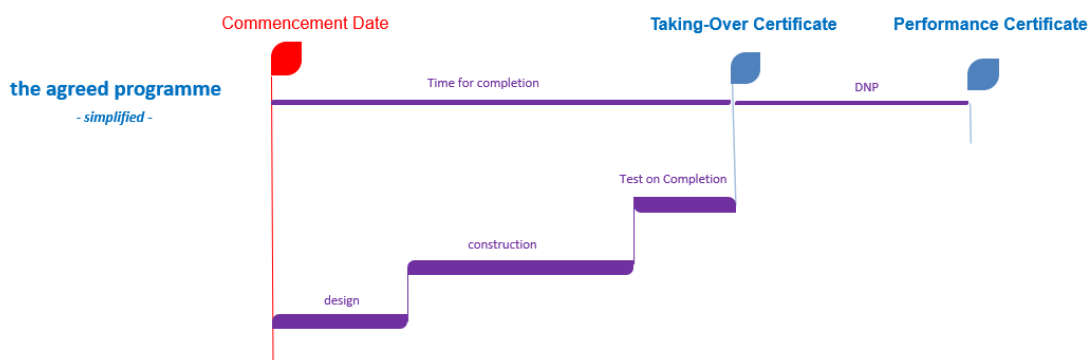 Commencement Date
Taking-Over Certificate
Performance Certificate
Time for completion
DNP
the agreed programme
- simplified -
Test on Completion
construction
design